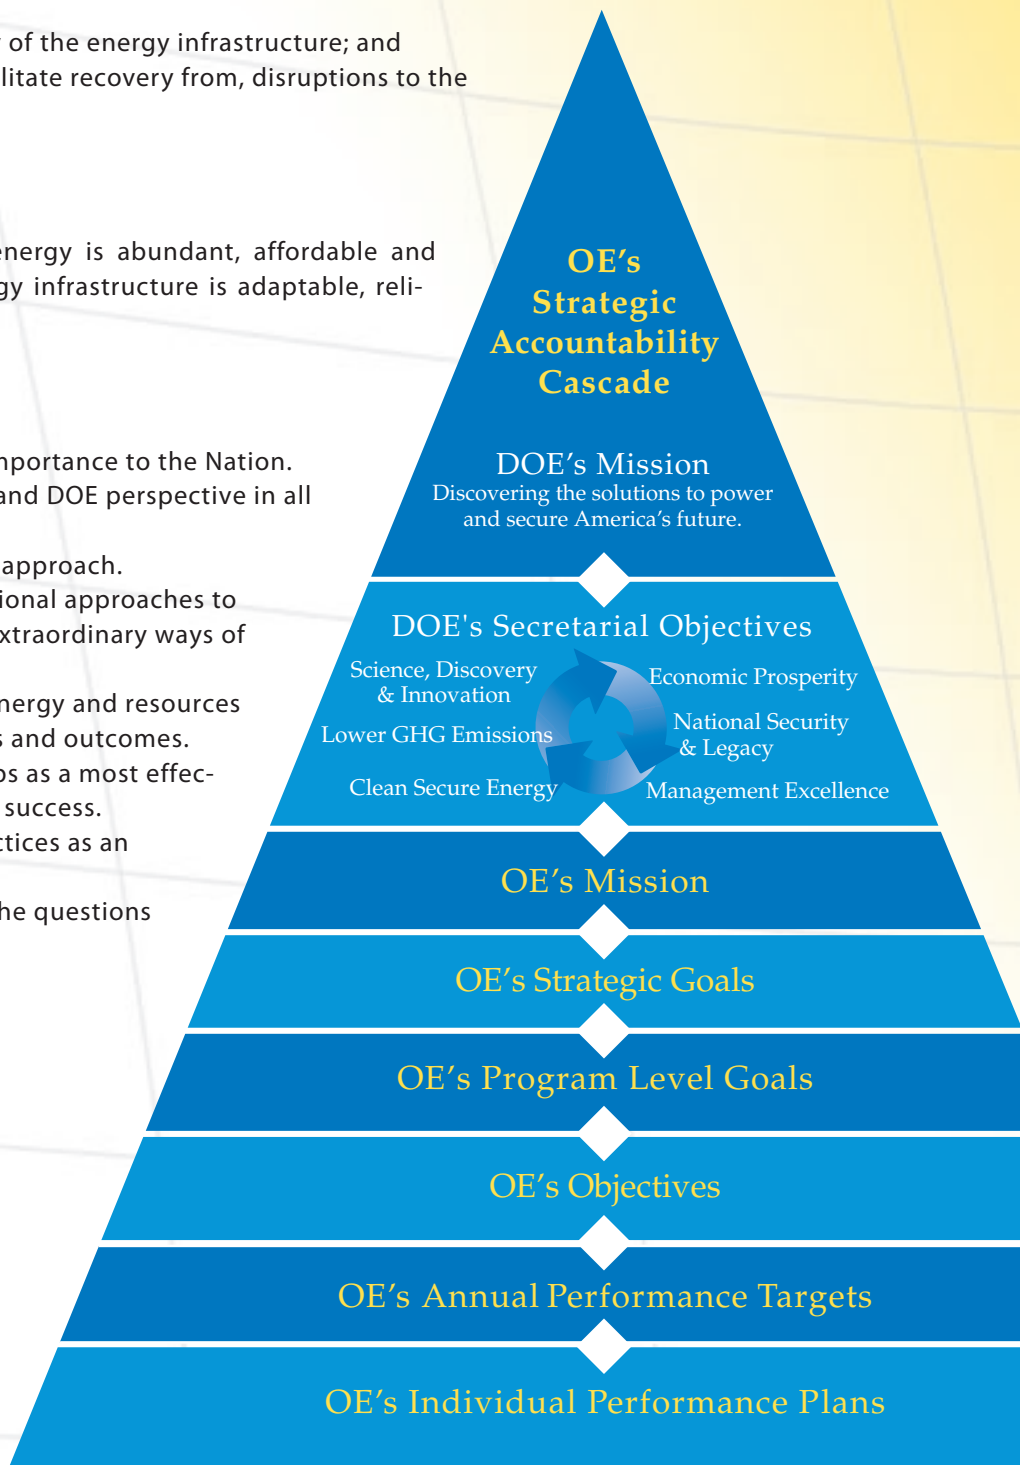 of the energy infrastructure; and
litate recovery from, disruptions to the
energy is abundant, affordable and
gy infrastructure is adaptable, reli-
mportance to the Nation.
and DOE perspective in all
approach.
ional approaches to
extraordinary ways of
nergy and resources
s and outcomes.
ps as a most effec-
success.
ctices as an
he questions
OE’s
Strategic
Accountability
Cascade
DOE’s Mission
Discovering the solutions to power
and secure America’s future.
DOE's Secretarial Objectives
Science, Discovery
& Innovation
Lower GHG Emissions
Clean Secure Energy
Economic Prosperity
National Security
& Legacy
Management Excellence
OE’s Mission
OE’s Strategic Goals
OE’s Program Level Goals
OE’s Objectives
OE’s Annual Performance Targets
OE’s Individual Performance Plans